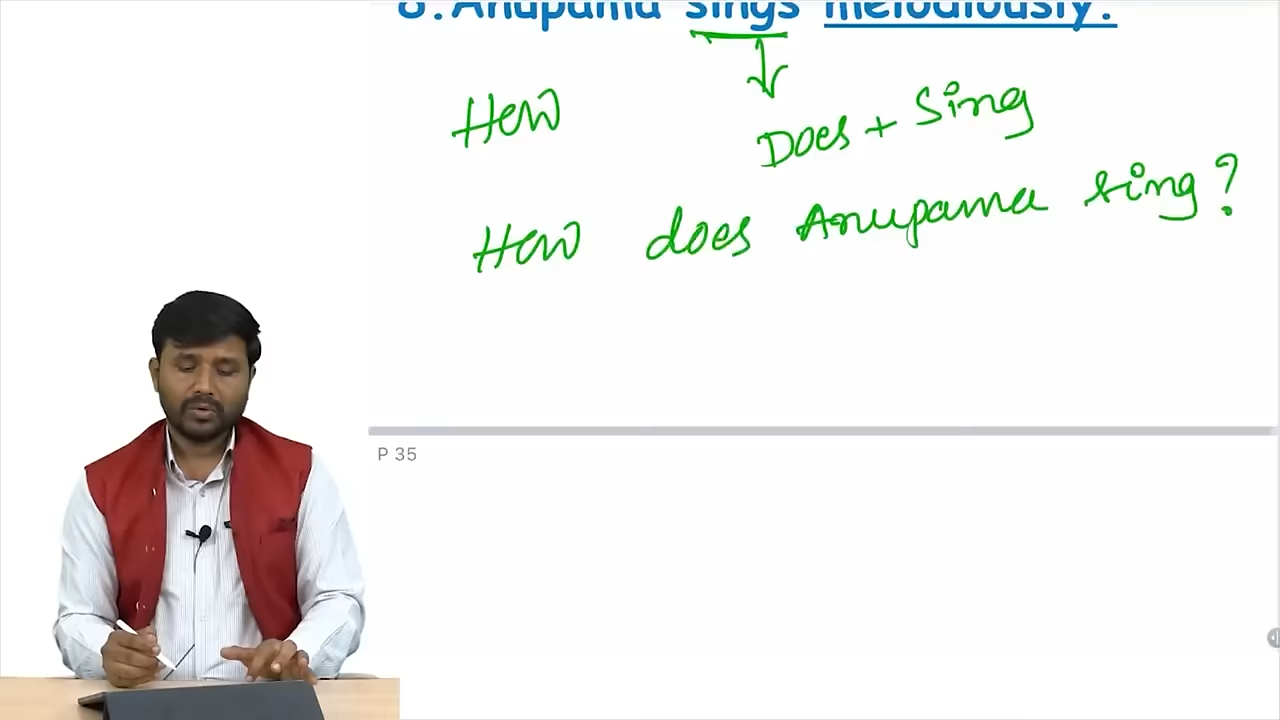 8. Anupama sings melodiously.
How
Does + Sing
How does Anupama sing?
P 35